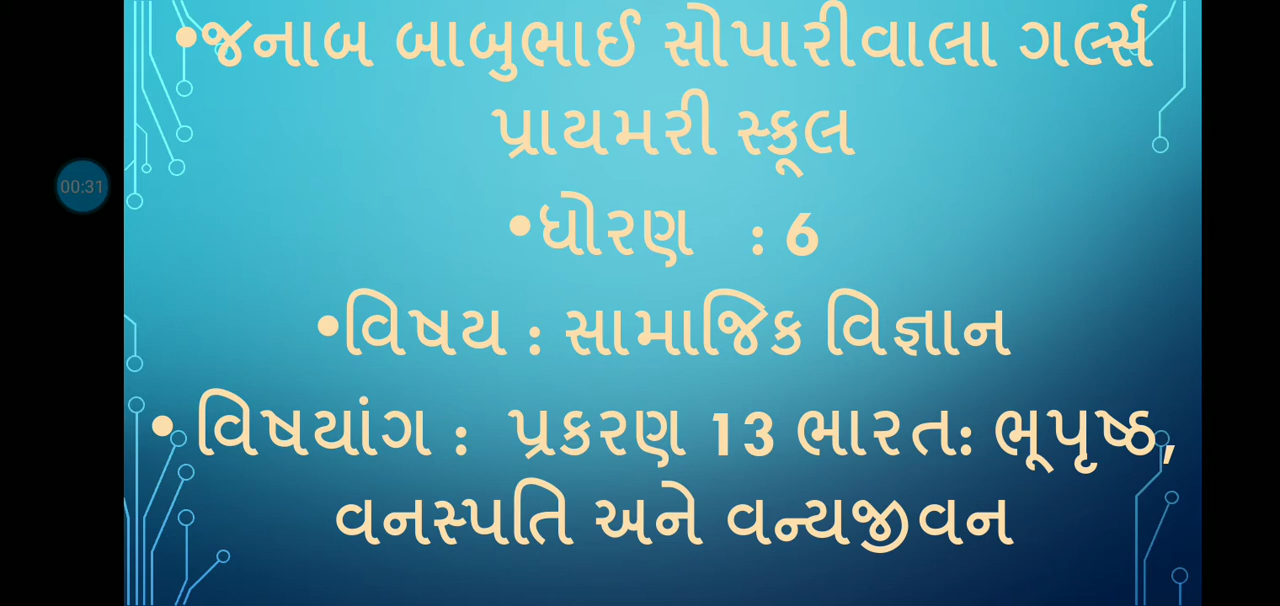 •જનાબ બાબુભાઈ સોપારીવાલા ગર્લ્સ
પ્રાયમરી સ્કૂલ
00:31
•ધોરણ : 6
•વિષય : સામાજિક વિજ્ઞાન
• વિષયાંગ : પ્રકરણ 13 ભારત: ભૂપૃષ્ઠ,
વનસ્પતિ અને વન્યજીવન